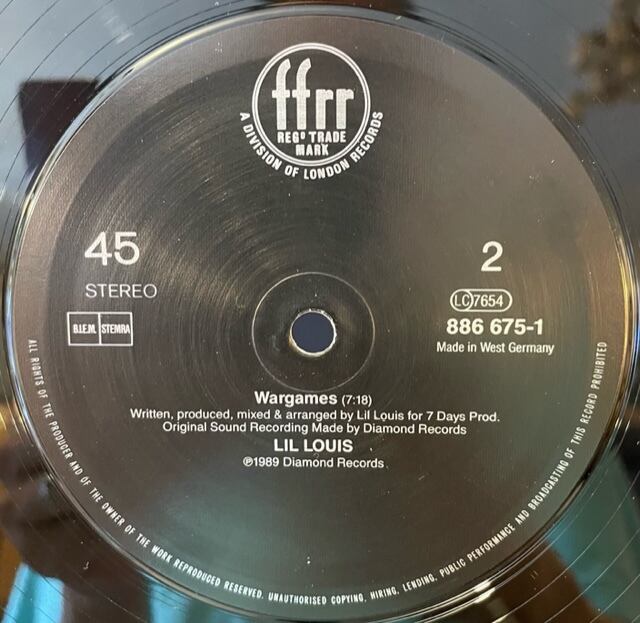 ffrr
REGD TRADE
MARK
A DIVISION OF LONDON RECORDS
45
STEREO
B.I.E.M. STEMRA
2
LC 7654
886 675-1
Made in West Germany
Wargames (7:18)
Written, produced, mixed & arranged by Lil Louis for 7 Days Prod.
Original Sound Recording Made by Diamond Records
LIL LOUIS
℗1989 Diamond Records
ALL RIGHTS OF THE PRODUCER AND OF THE OWNER OF THE WORK REPRODUCED RESERVED. UNAUTHORISED COPYING, HIRING, LENDING, PUBLIC PERFORMANCE AND BROADCASTING OF THIS RECORD PROHIBITED